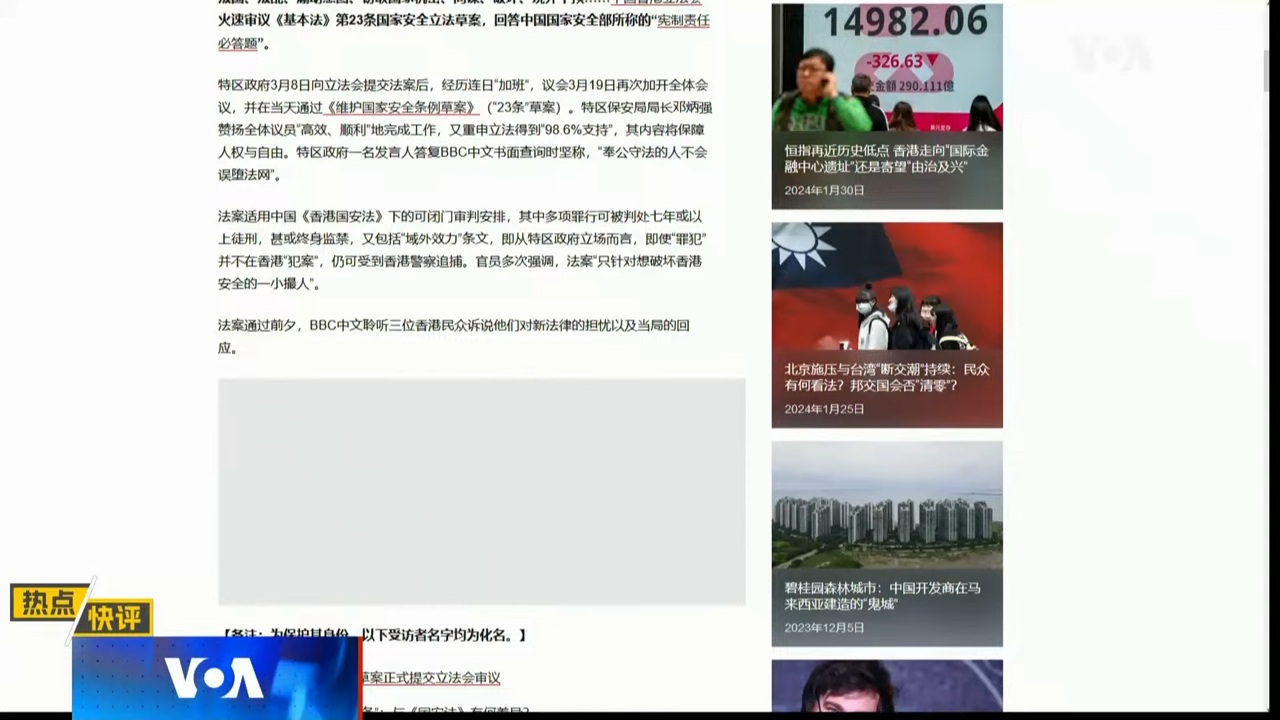 火速审议《基本法》第23条国家安全立法草案，回答中国国家安全部所称的“宪制责任
必答题”。
特区政府3月8日向立法会提交法案后，经历连日“加班”，议会3月19日再次加开全体会
议，并在当天通过《维护国家安全条例草案》（“23条”草案）。特区保安局局长邓炳强
赞扬全体议员“高效、顺利”地完成工作，又重申立法得到“98.6%支持”，其内容将保障
人权与自由。特区政府一名发言人答复BBC中文书面查询时坚称，“奉公守法的人不会
误堕法网”。
法案适用中国《香港国安法》下的可闭门审判安排，其中多项罪行可被判处七年或以
上徒刑，甚或终身监禁，又包括“域外效力”条文，即从特区政府立场而言，即使“罪犯”
并不在香港“犯案”，仍可受到香港警察追捕。官员多次强调，法案“只针对想破坏香港
安全的一小撮人”。
法案通过前夕，BBC中文聆听三位香港民众诉说他们对新法律的担忧以及当局的回
应。
【备注：为保护其身份，以下受访者名字均为化名。】
草案正式提交立法会审议
14982.06
-326.63▼
金額 290.111億
恒指再近历史低点 香港走向“国际金
融中心遗址”还是寄望“由治及兴”
2024年1月30日
北京施压与台湾“断交潮”持续：民众
有何看法？邦交国会否“清零”？
2024年1月25日
碧桂园森林城市：中国开发商在马
来西亚建造的“鬼城”
2023年12月5日
VOA
热点
快评
VOA